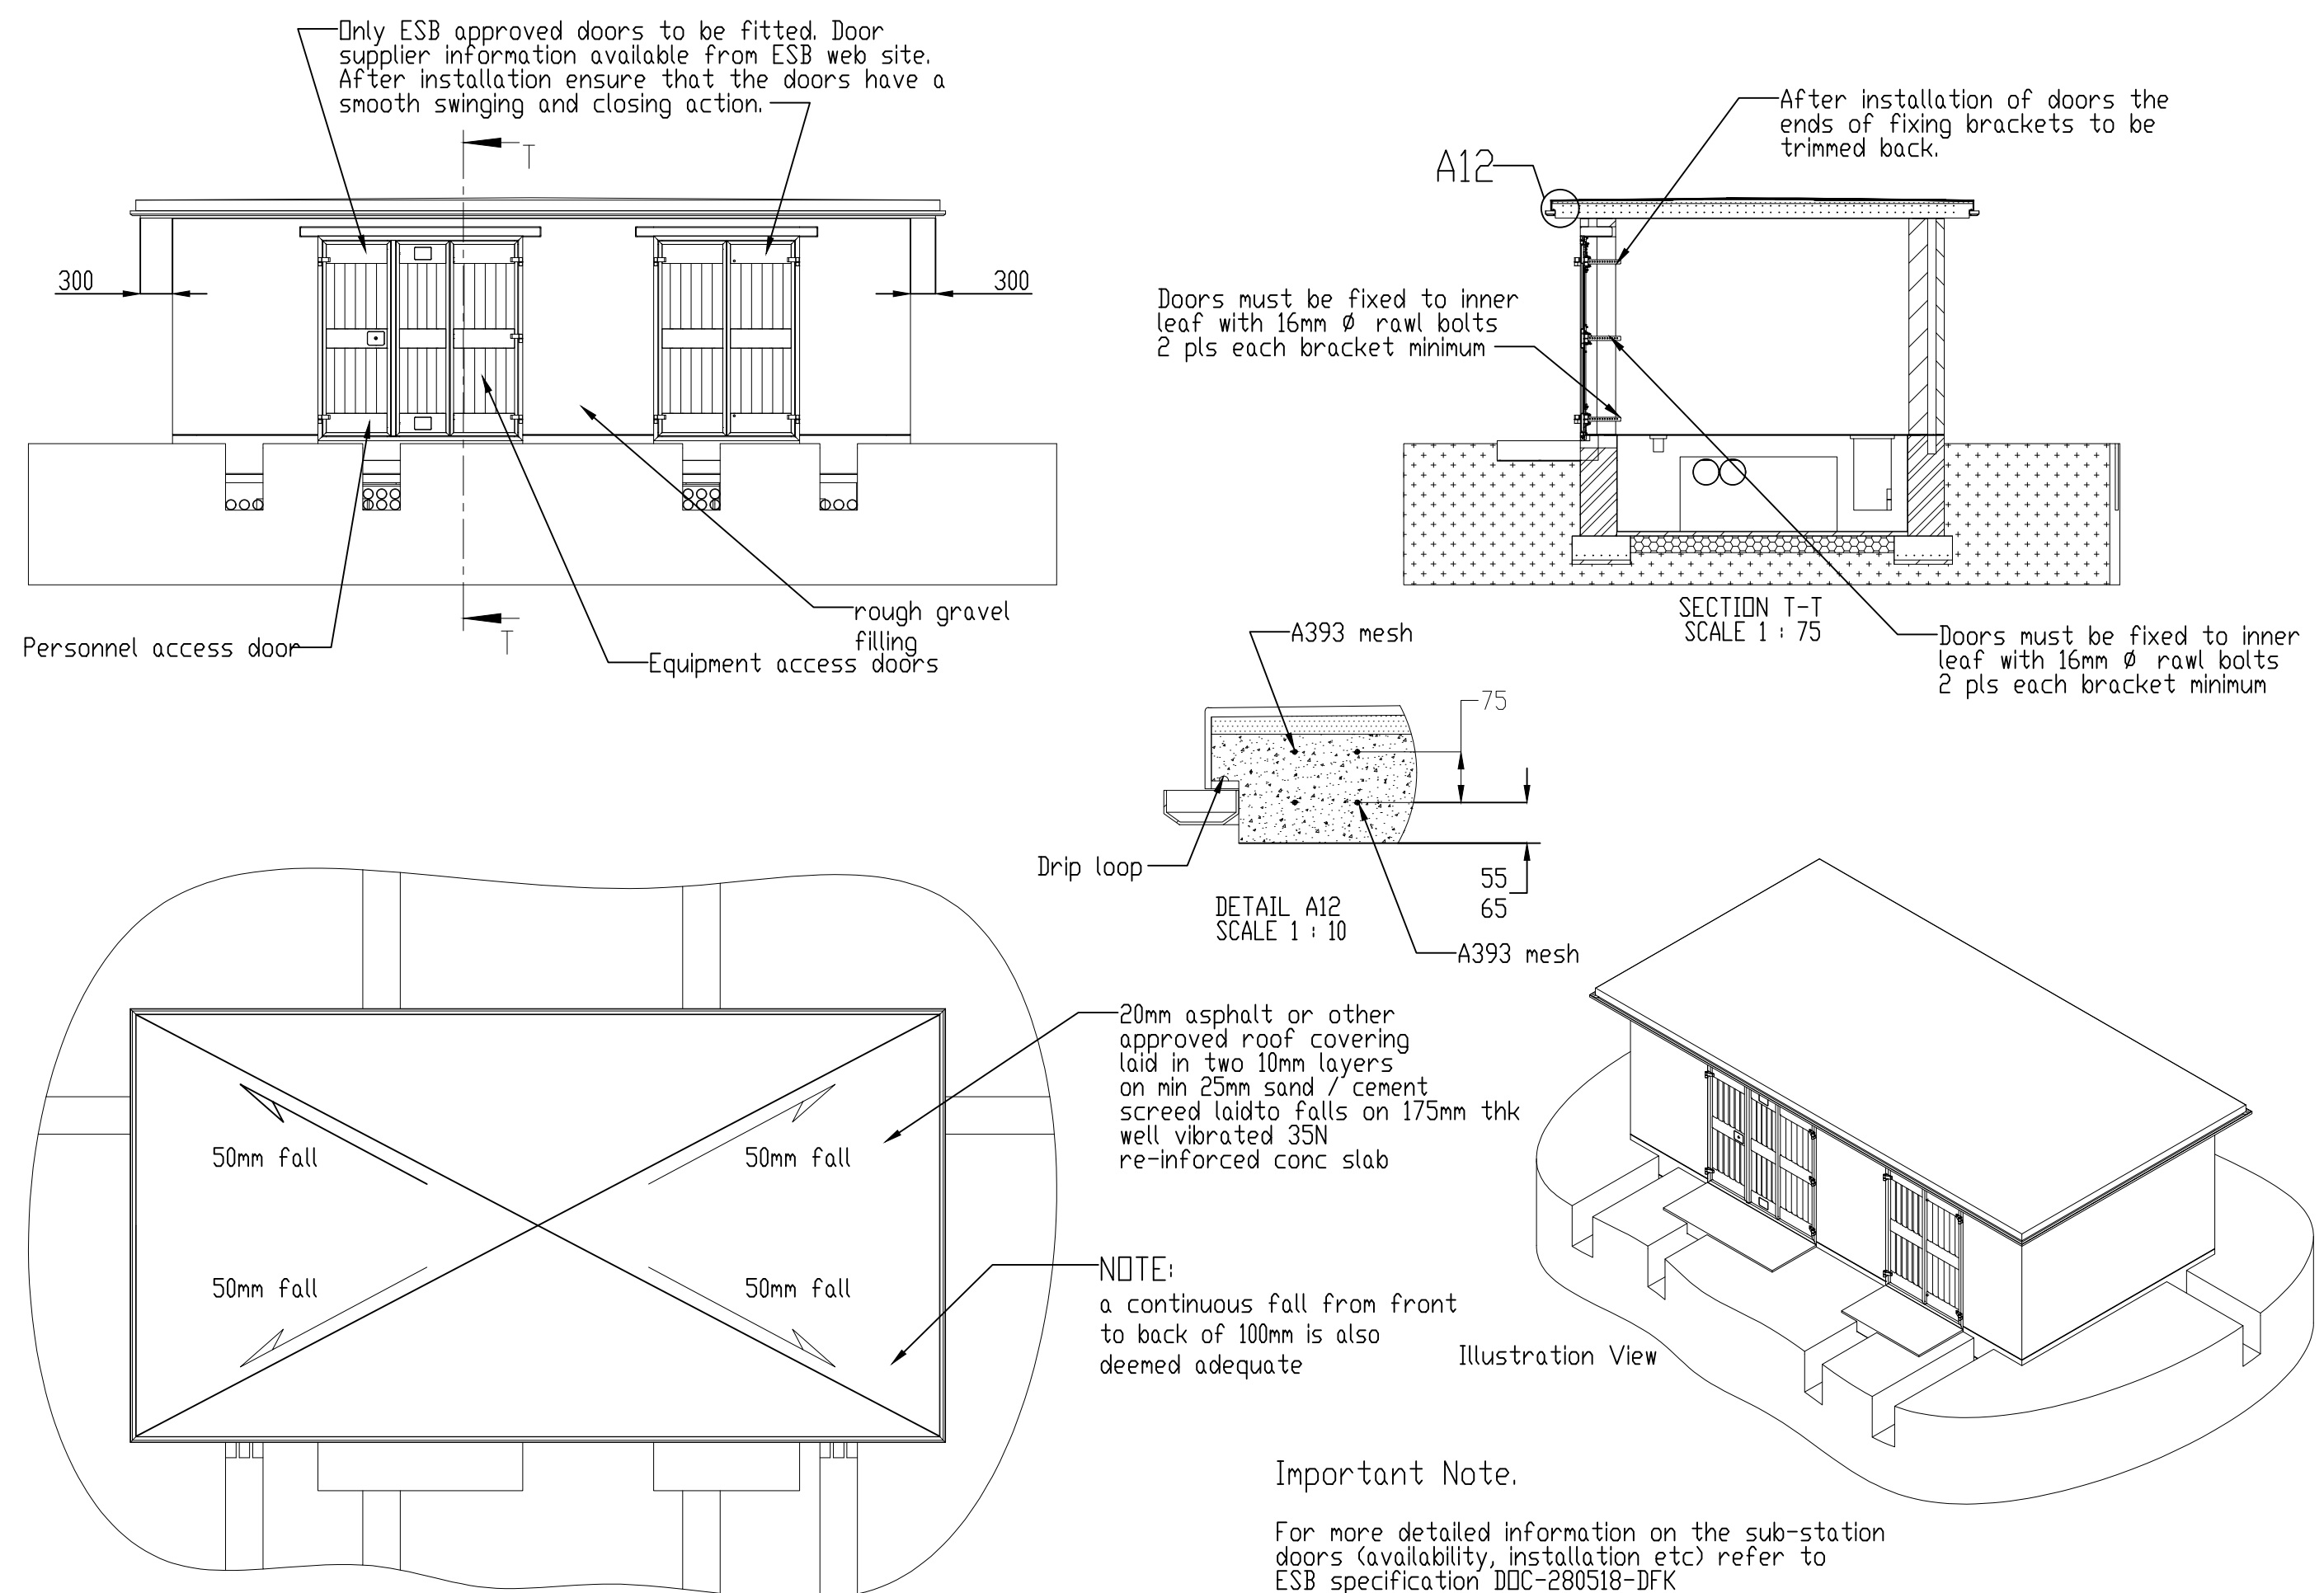 Only ESB approved doors to be fitted. Door
supplier information available from ESB web site.
After installation ensure that the doors have a
smooth swinging and closing action.
T
300
300
T
Personnel access door
rough gravel
filling
Equipment access doors
After installation of doors the
ends of fixing brackets to be
trimmed back.
A12
Doors must be fixed to inner
leaf with 16mm Ø rawl bolts
2 pls each bracket minimum
SECTION T-T
SCALE 1 : 75
Doors must be fixed to inner
leaf with 16mm Ø rawl bolts
2 pls each bracket minimum
A393 mesh
75
Drip loop
55
65
DETAIL A12
SCALE 1 : 10
A393 mesh
20mm asphalt or other
approved roof covering
laid in two 10mm layers
on min 25mm sand / cement
screed laidto falls on 175mm thk
well vibrated 35N
re-inforced conc slab
50mm fall
50mm fall
50mm fall
50mm fall
NOTE:
a continuous fall from front
to back of 100mm is also
deemed adequate
Illustration View
Important Note.
For more detailed information on the sub-station
doors (availability, installation etc) refer to
ESB specification DOC-280518-DFK